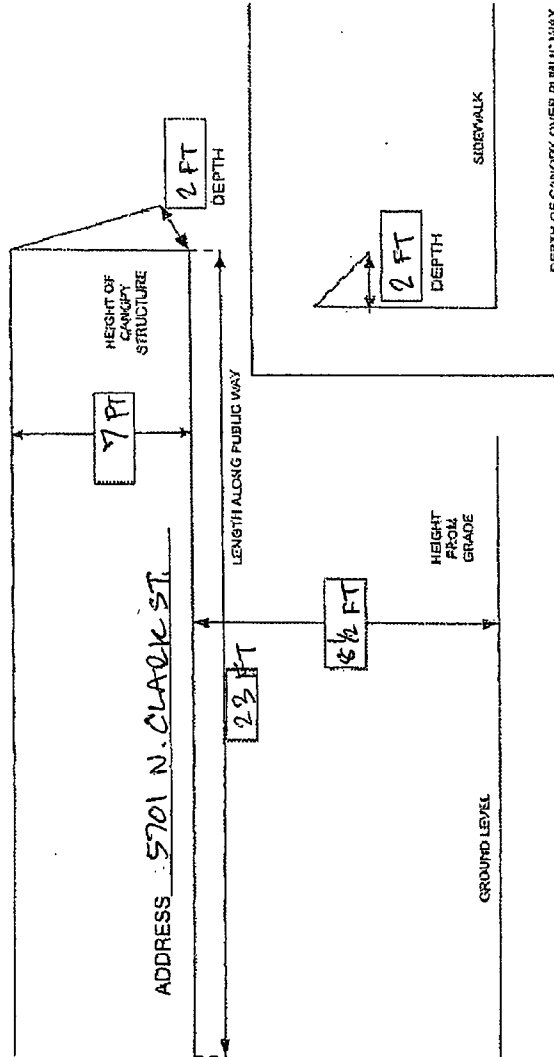 2 FT
DEPTH
HEIGHT OF
CANOPY
STRUCTURE
7 FT
ADDRESS 5701 N. CLARK ST.
LENGTH ALONG PUBLIC WAY
23 FT
8 1/2 FT
HEIGHT
FROM
GRADE
GROUND LEVEL
2 FT
DEPTH
SIDEWALK
DEPTH OF CANOPY OVER PUBLIC WAY